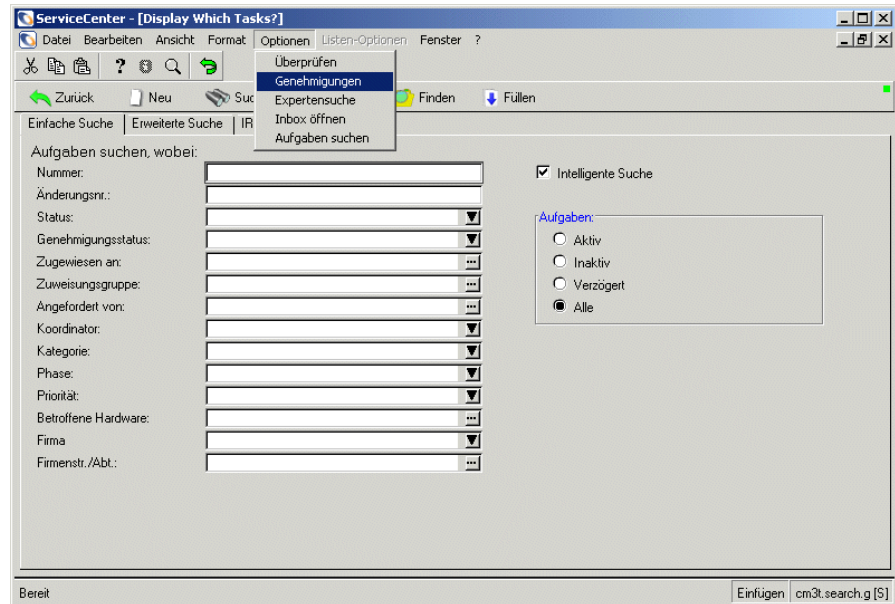 ServiceCenter - [Display Which Tasks?]
Datei Bearbeiten Ansicht Format Optionen Listen-Optionen Fenster ?
Überprüfen
Genehmigungen
Expertensuche
Inbox öffnen
Aufgaben suchen
Zurück Neu Finden Füllen
Einfache Suche Erweiterte Suche IR
Aufgaben suchen, wobei:
Nummer:
Intelligente Suche
Änderungsnr.:
Status:
Genehmigungsstatus:
Zugewiesen an:
Zuweisungsgruppe:
Angefordert von:
Koordinator:
Kategorie:
Phase:
Priorität:
Betroffene Hardware:
Firma
Firmenstr./Abt.:
Aufgaben:
Aktiv
Inaktiv
Verzögert
Alle
Bereit
Einfügen cm3t.search.g [S]